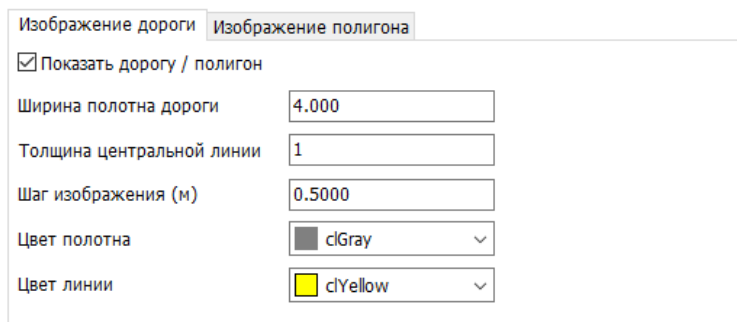 Изображение дороги Изображение полигона
Показать дорогу / полигон
Ширина полотна дороги 4.000
Толщина центральной линии 1
Шаг изображения (м) 0.5000
Цвет полотна clGray
Цвет линии clYellow